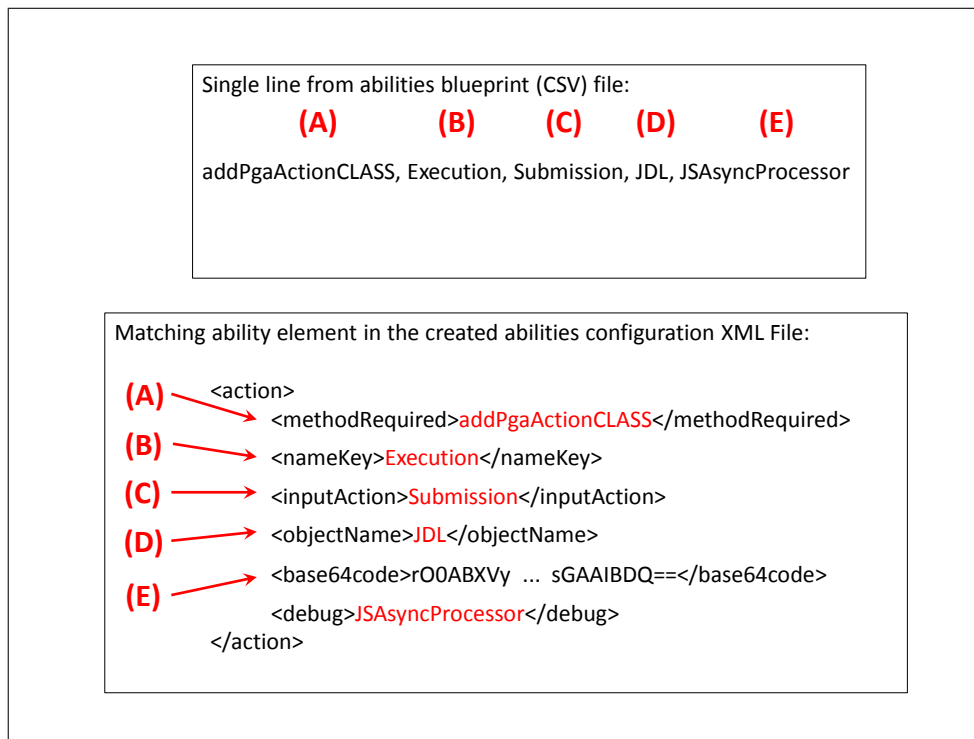 Single line from abilities blueprint (CSV) file:
(A) (B) (C) (D) (E)
addPgaActionCLASS, Execution, Submission, JDL, JSAsyncProcessor
Matching ability element in the created abilities configuration XML File:
<action>
(A) <methodRequired>addPgaActionCLASS</methodRequired>
(B) <nameKey>Execution</nameKey>
(C) <inputAction>Submission</inputAction>
(D) <objectName>JDL</objectName>
(E) <base64code>rO0ABXVy ... sGAAIBDQ==</base64code>
<debug>JSAsyncProcessor</debug>
</action>